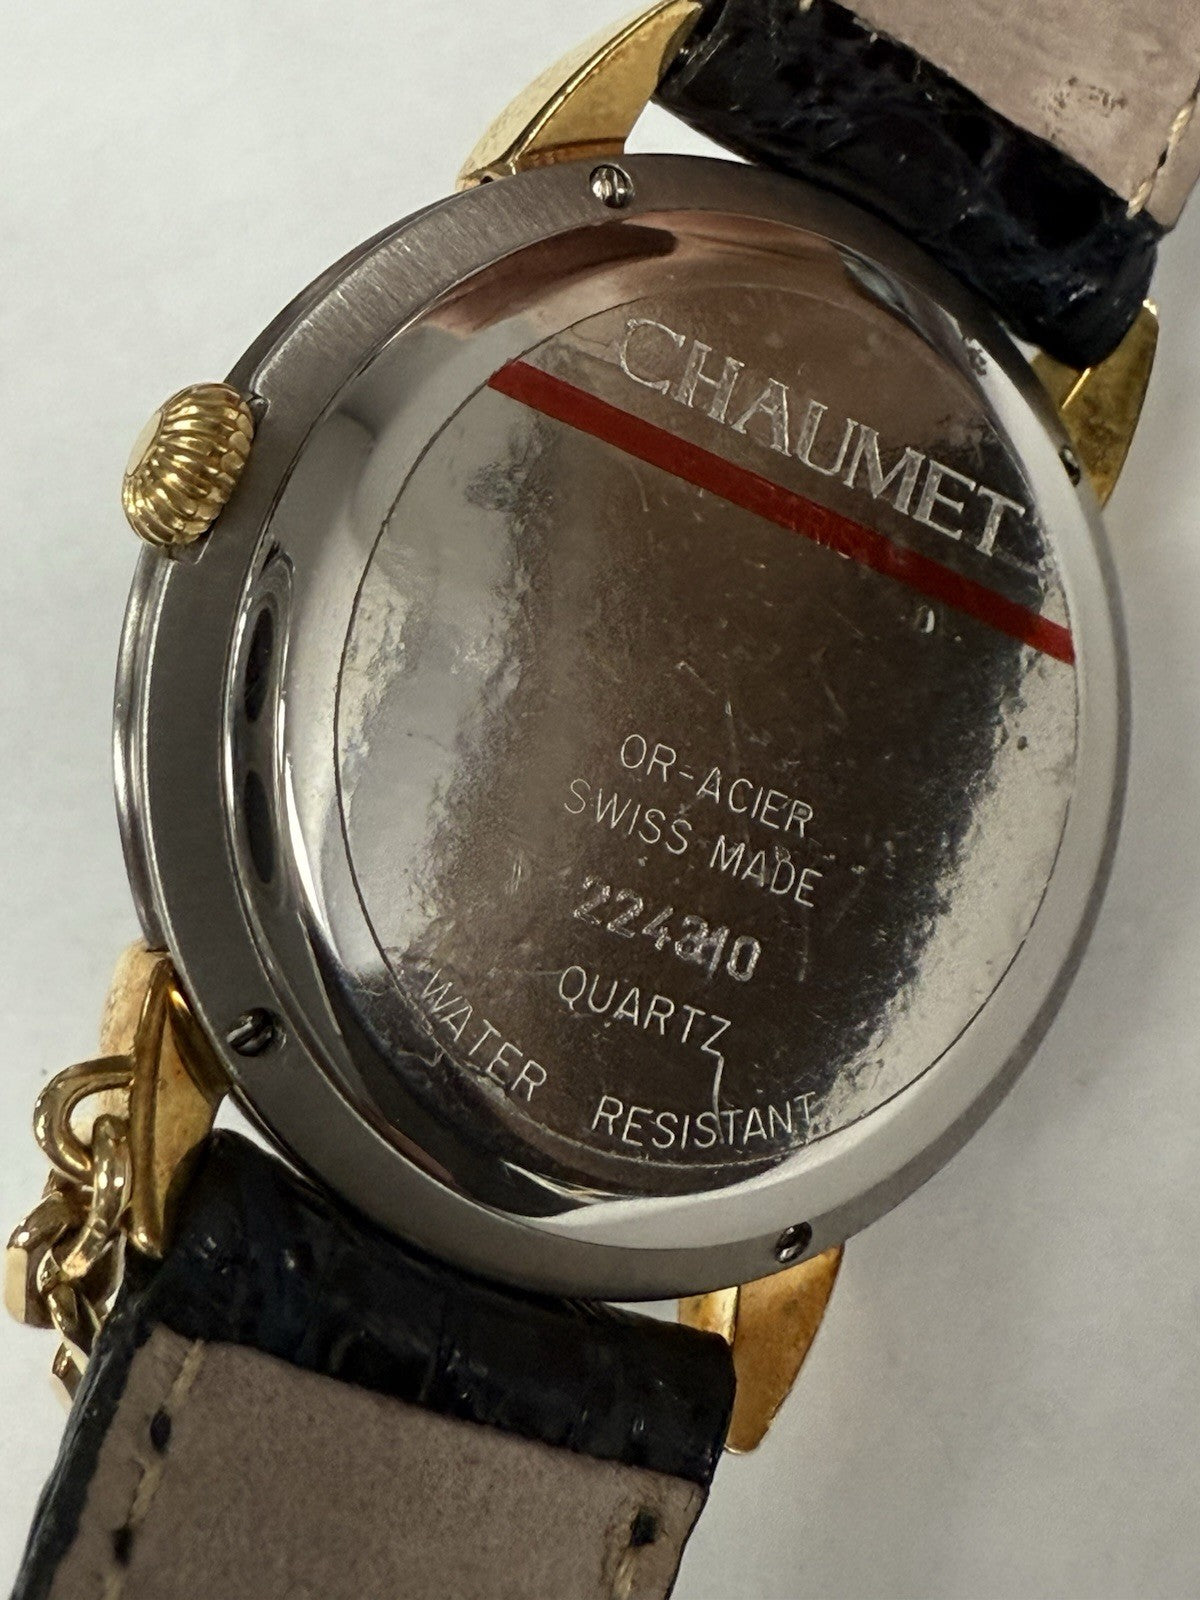 CHAUMET
OR-ACIER
SWISS MADE
224310
QUARTZ
WATER RESISTANT